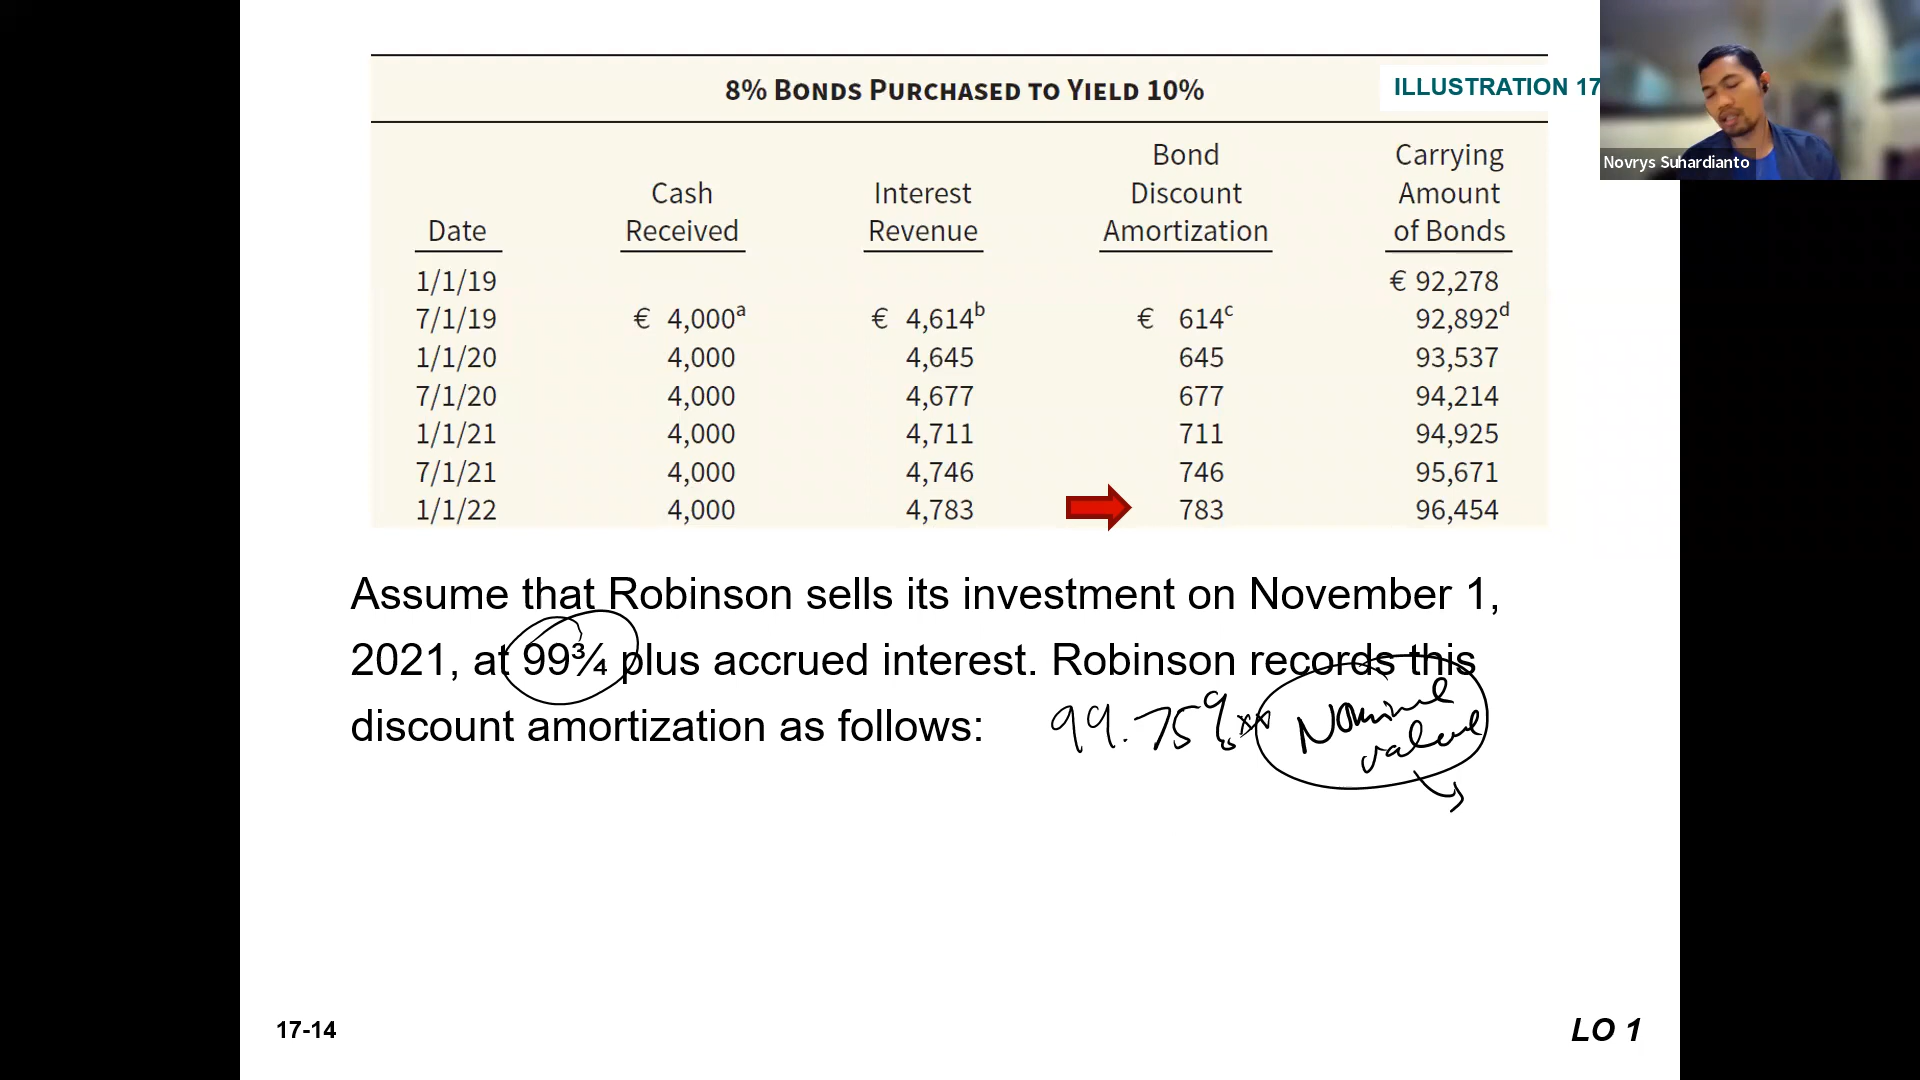 8% BONDS PURCHASED TO YIELD 10%
ILLUSTRATION 17
Novrys Suhardianto
Date Cash Received Interest Revenue Bond Discount Amortization Carrying Amount of Bonds
1/1/19 € 92,278
7/1/19 € 4,000a € 4,614b € 614c 92,892d
1/1/20 4,000 4,645 645 93,537
7/1/20 4,000 4,677 677 94,214
1/1/21 4,000 4,711 711 94,925
7/1/21 4,000 4,746 746 95,671
1/1/22 4,000 4,783 783 96,454
Assume that Robinson sells its investment on November 1,
2021, at 99¾ plus accrued interest. Robinson records this
discount amortization as follows:
99.75% Nominal
value
17-14
LO 1